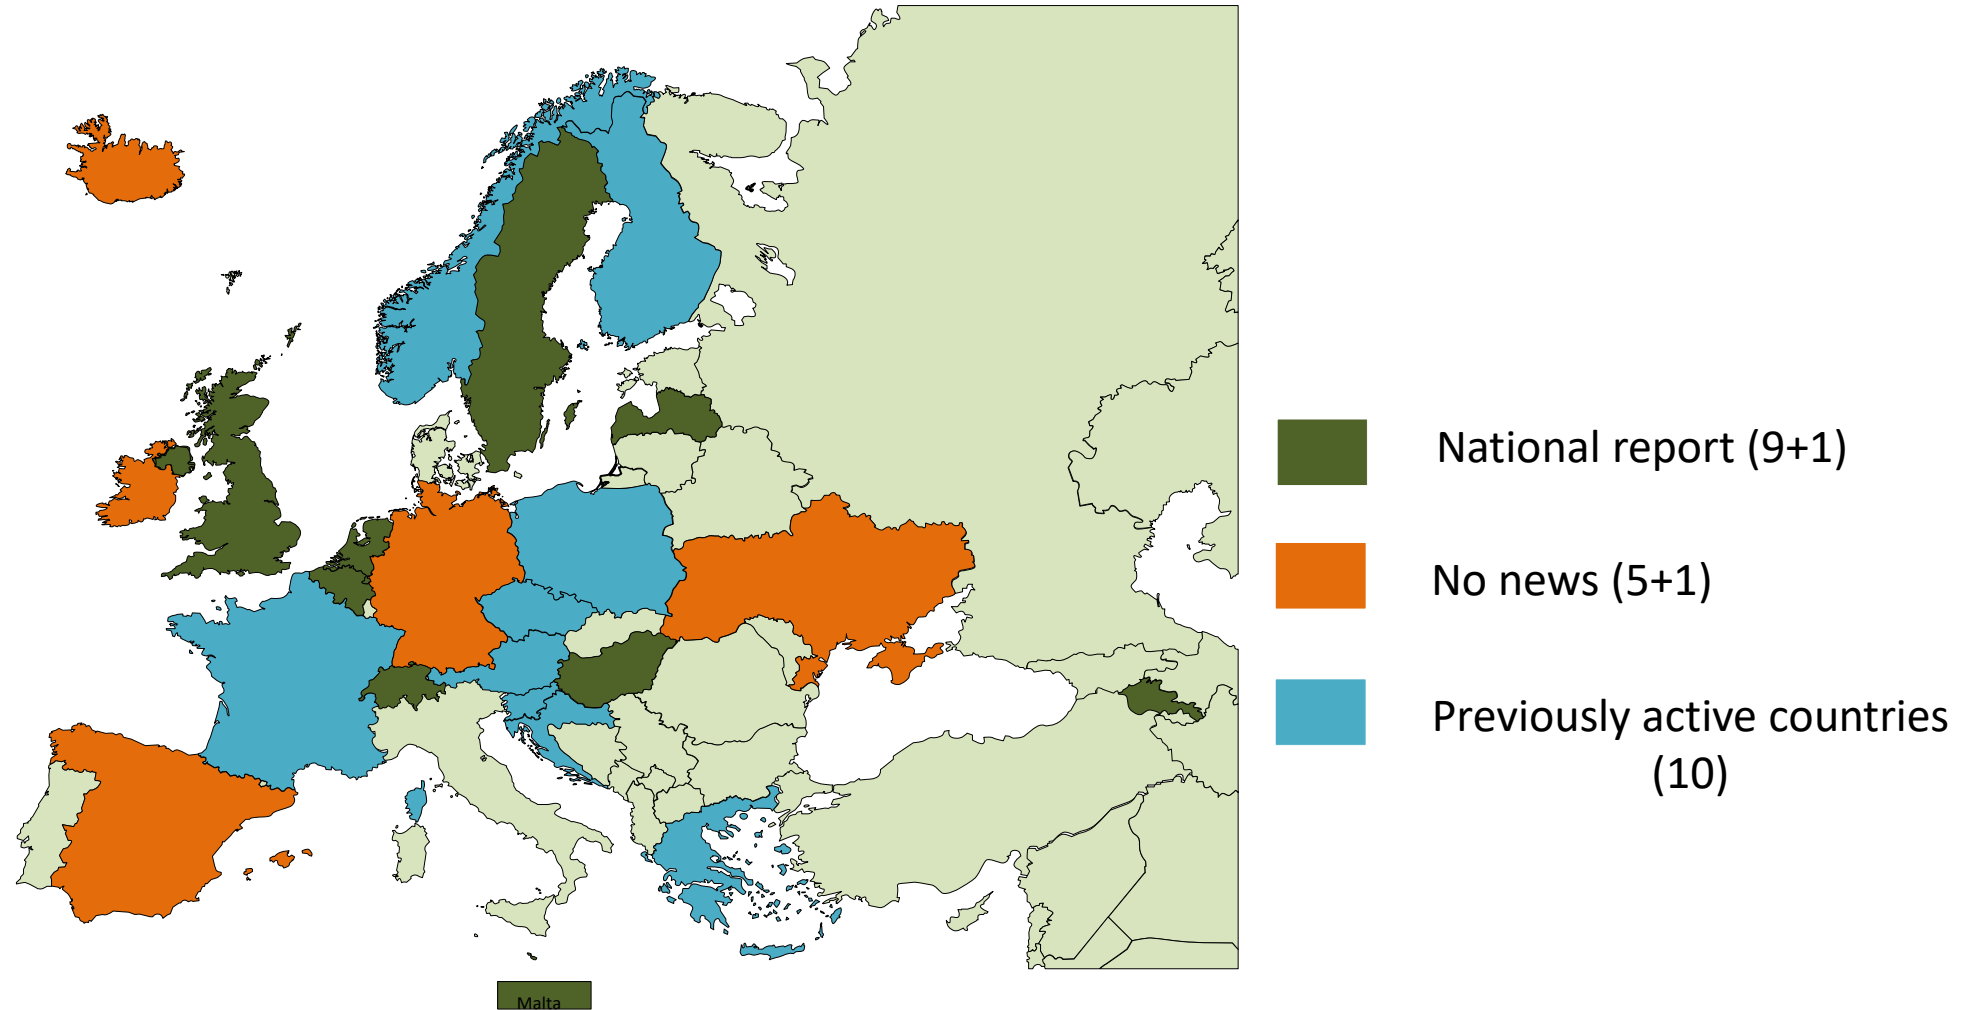 National report (9+1)
No news (5+1)
Previously active countries
(10)
Malta